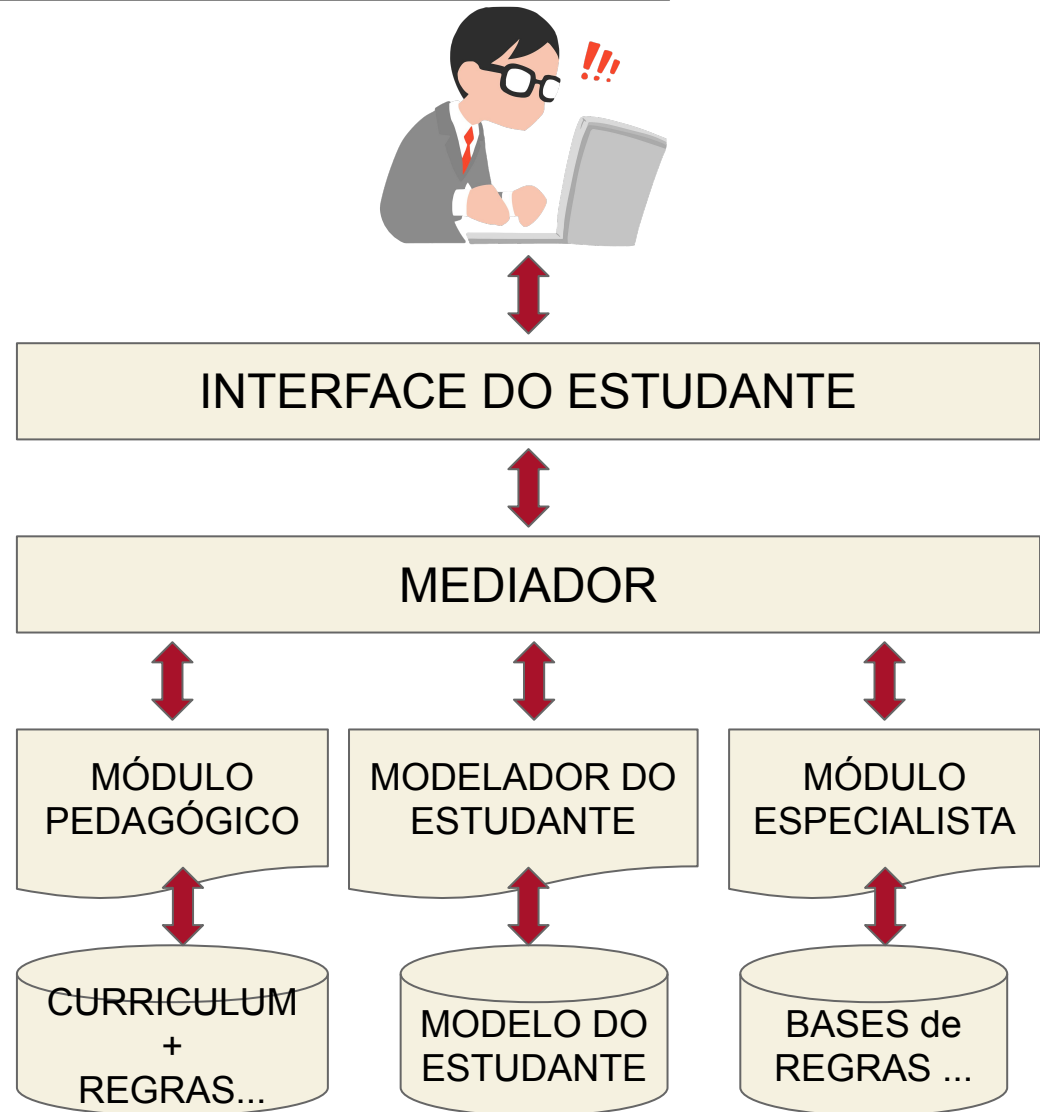 INTERFACE DO ESTUDANTE
MEDIADOR
MÓDULO
PEDAGÓGICO
MODELADOR DO
ESTUDANTE
MÓDULO
ESPECIALISTA
CURRICULUM
+
REGRAS...
MODELO DO
ESTUDANTE
BASES de
REGRAS ...